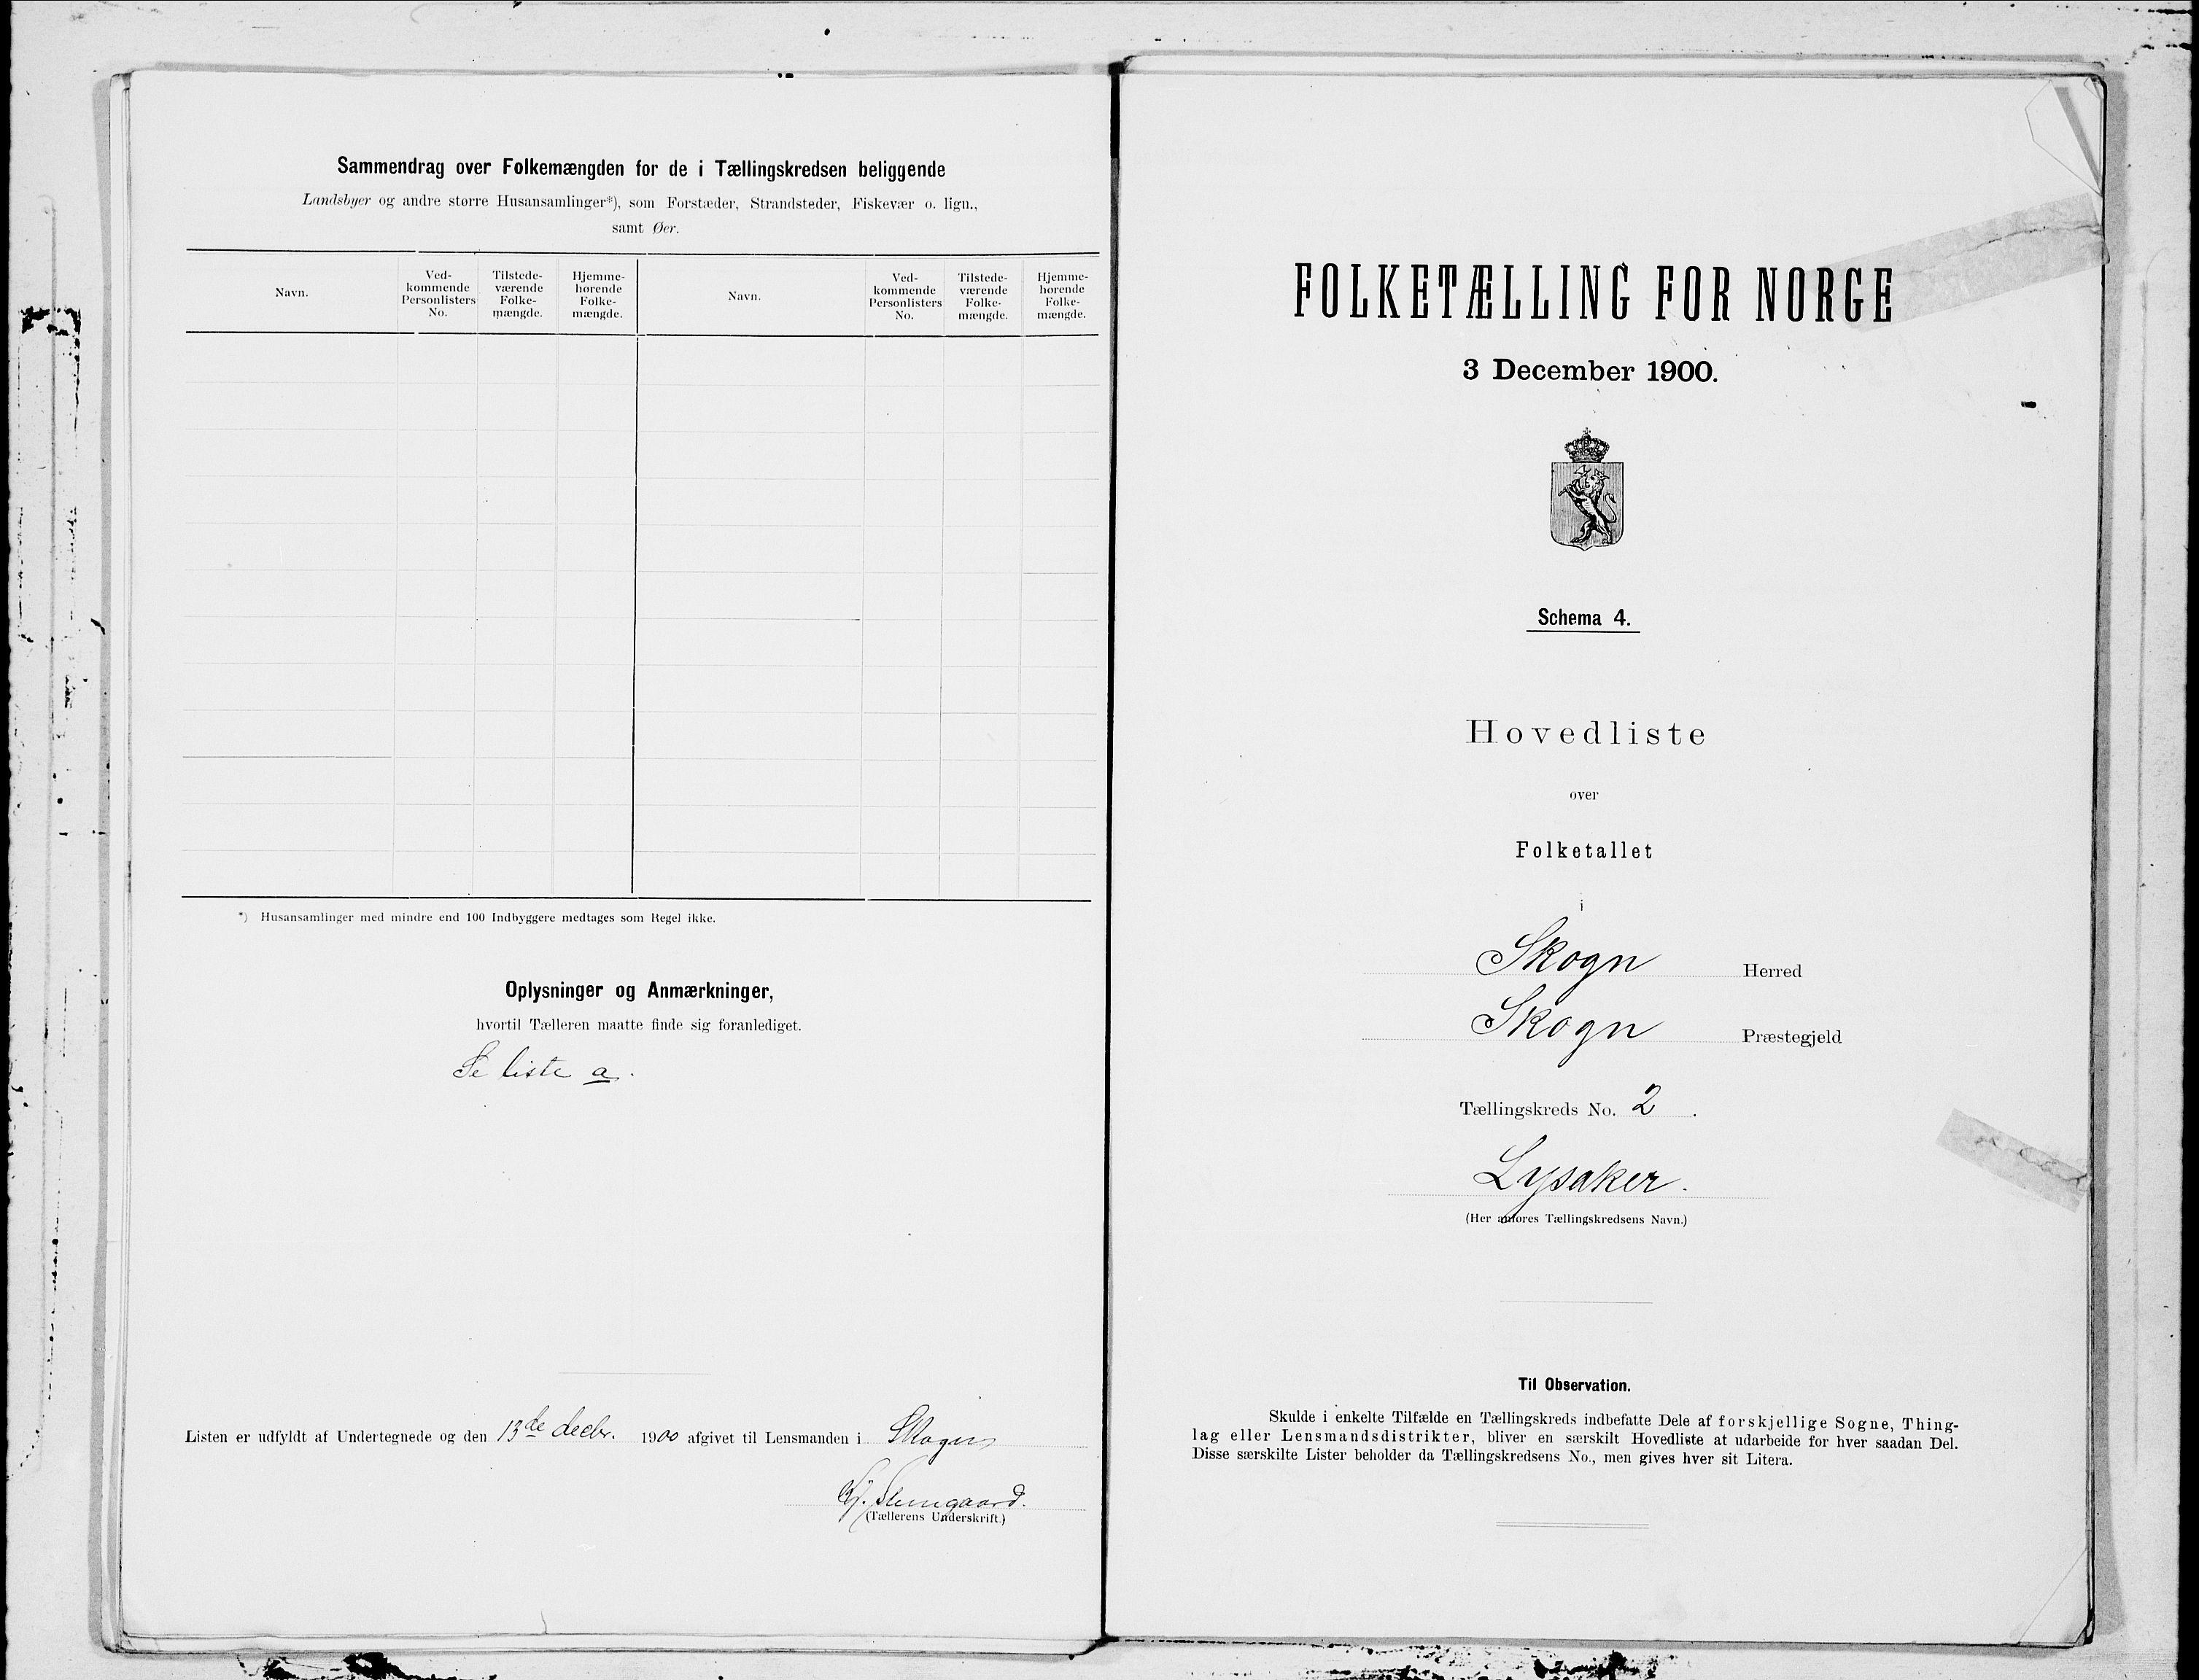 Sammendrag over Folkemængden for de i Tællingskredsen beliggende
Landsbyer og andre større Husansamlinger*), som Forstæder, Strandsteder, Fiskevær o. lign.,
samt Øer.
Navn.
Ved-
kommende
Personlisters
No.
Tilstede-
værende
Folke-
mængde.
Hjemme-
hørende
Folke-
mængde.
Navn.
Ved-
kommende
Personlisters
No.
Tilstede-
værende
Folke-
mængde.
Hjemme-
hørende
Folke-
mængde.
*) Husansamlinger med mindre end 100 Indbyggere medtages som Regel ikke.
Oplysninger og Anmærkninger,
hvortil Tælleren maatte finde sig foranlediget.
Se liste a.
Listen er udfyldt af Undertegnede og den 13de decbr. 1900 afgivet til Lensmanden i Skogn
(Tællerens Underskrift.)
FOLKETÆLLING FOR NORGE
3 December 1900.
Schema 4.
Hovedliste
over
Folketallet
i
Skogn Herred
Skogn Præstegjeld
Tællingskreds No. 2.
Lysaker.
(Her anføres Tællingskredsens Navn.)
Til Observation.
Skulde i enkelte Tilfælde en Tællingskreds indbefatte Dele af forskjellige Sogne, Thing-
lag eller Lensmandsdistrikter, bliver en særskilt Hovedliste at udarbeide for hver saadan Del.
Disse særskilte Lister beholder da Tællingskredsens No., men gives hver sit Litera.